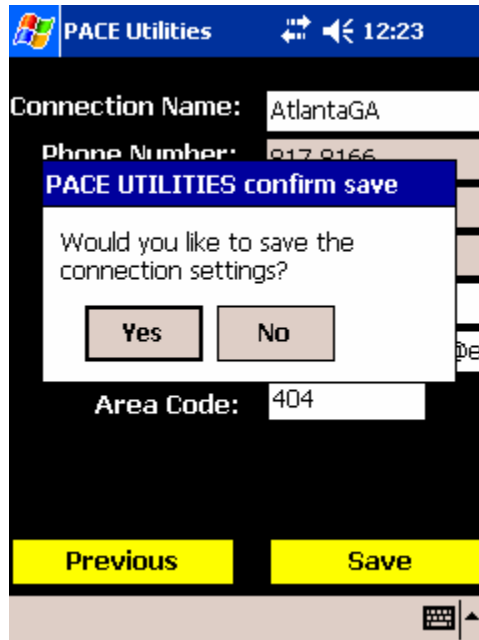 PACE Utilities 12:23
Connection Name: AtlantaGA
Phone Number: 817 8166
PACE UTILITIES confirm save
Would you like to save the
connection settings?
Yes No
@e
Area Code: 404
Previous Save